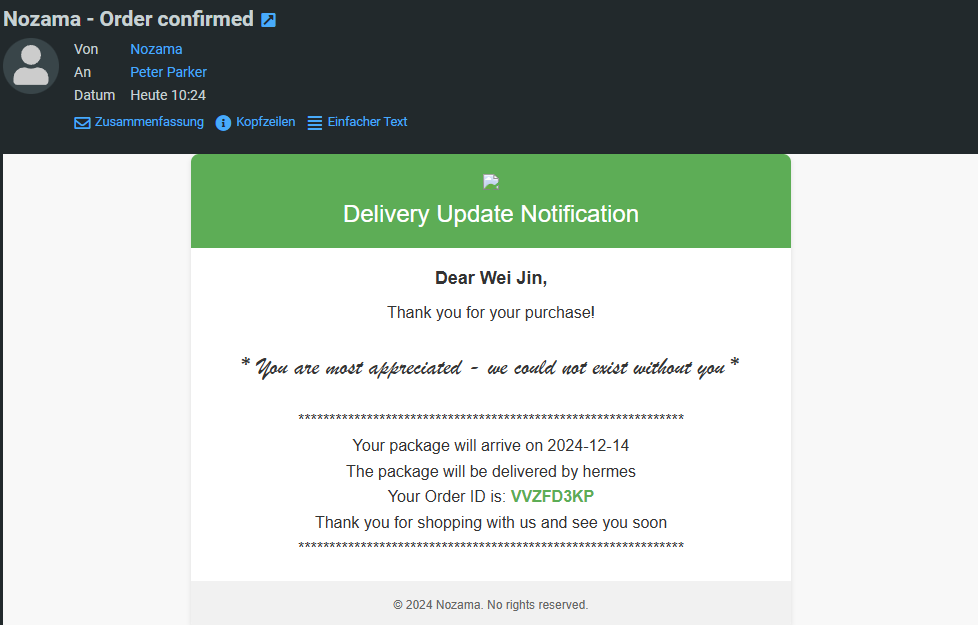 Nozama - Order confirmed
Von Nozama
An Peter Parker
Datum Heute 10:24
Zusammenfassung Kopfzeilen Einfacher Text
Delivery Update Notification
Dear Wei Jin,
Thank you for your purchase!
* You are most appreciated - we could not exist without you *
**************************************************************
Your package will arrive on 2024-12-14
The package will be delivered by hermes
Your Order ID is: VVZFD3KP
Thank you for shopping with us and see you soon
**************************************************************
© 2024 Nozama. No rights reserved.